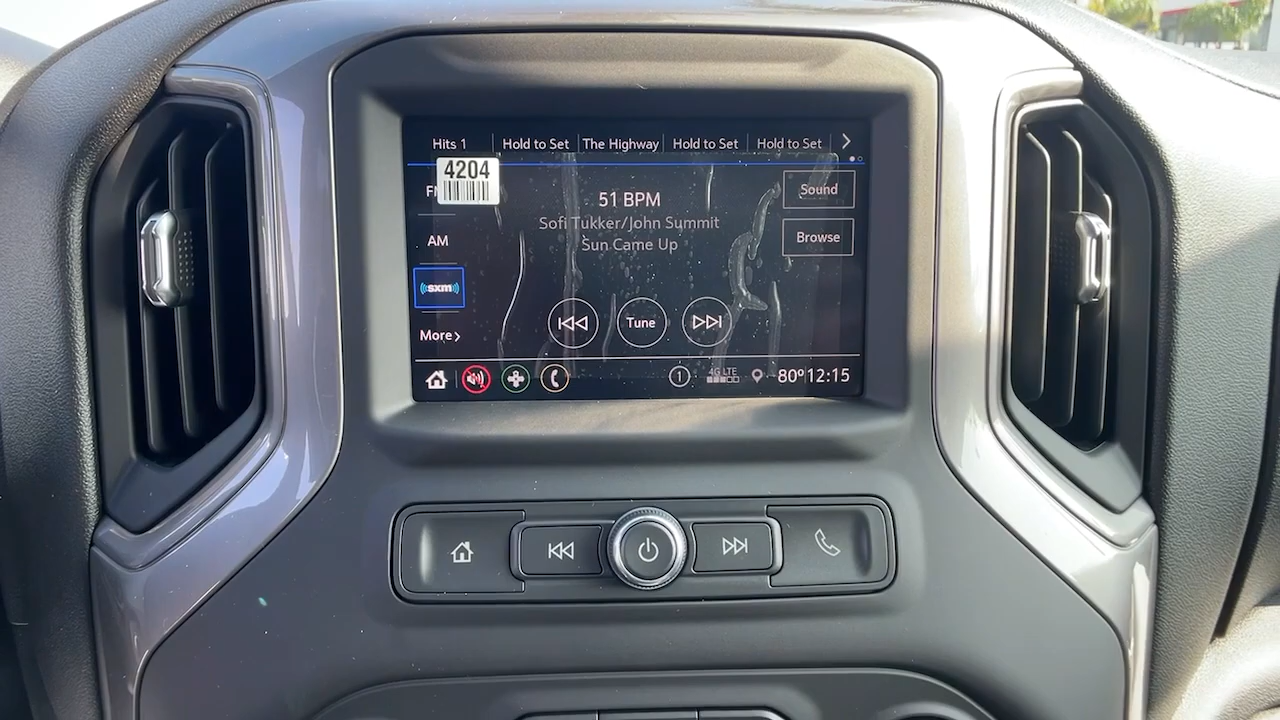 Hits 1 Hold to Set The Highway Hold to Set Hold to Set
4204
FM
51 BPM
Sound
Sofi Tukker/John Summit
AM
Sun Came Up
Browse
sxm
Tune
More
1
4G LTE
80° 12:15